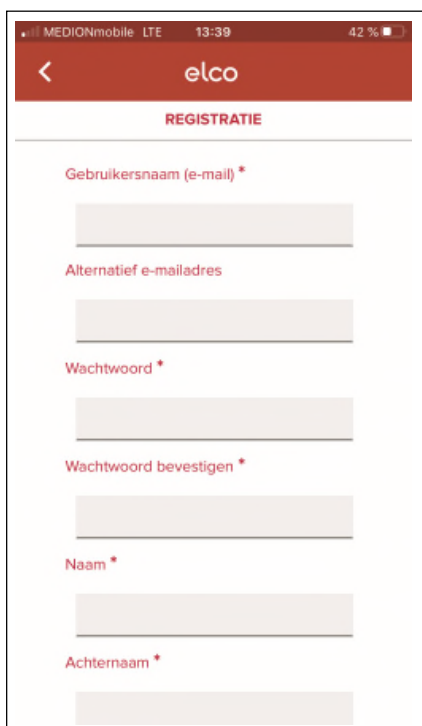 MEDIONmobile LTE 13:39 42 %
elco
REGISTRATIE
Gebruikersnaam (e-mail) *
Alternatief e-mailadres
Wachtwoord *
Wachtwoord bevestigen *
Naam *
Achternaam *